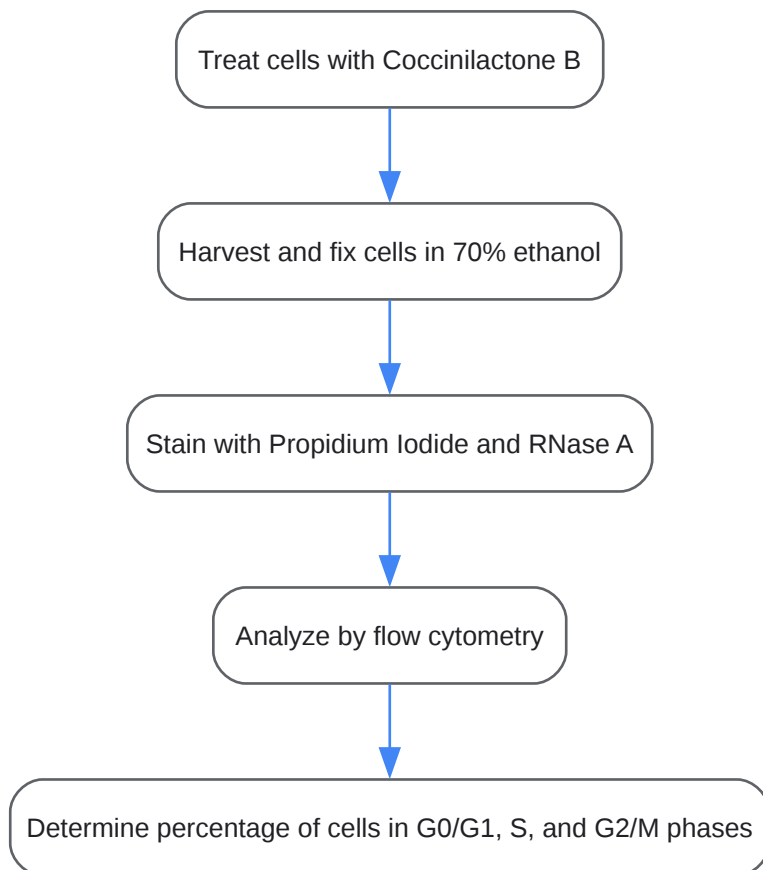 Treat cells with Coccinilactone B
Harvest and fix cells in 70% ethanol
Stain with Propidium Iodide and RNase A
Analyze by flow cytometry
Determine percentage of cells in G0/G1, S, and G2/M phases